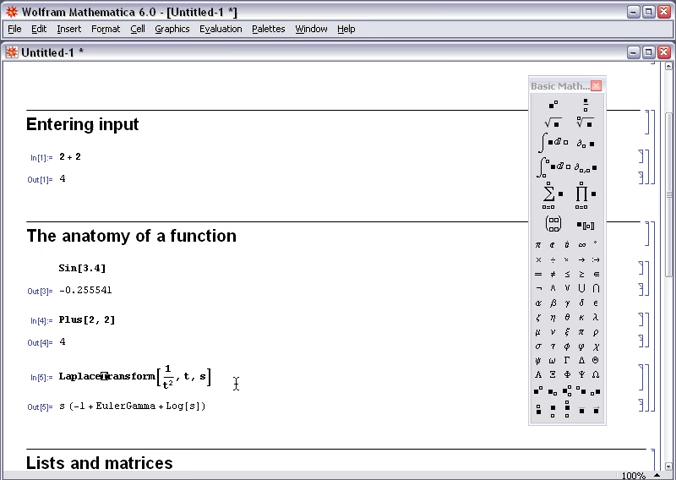 Wolfram Mathematica 6.0 - [Untitled-1 *]
File Edit Insert Format Cell Graphics Evaluation Palettes Window Help
Untitled-1 *
Basic Math...
Entering input
In[1]:= 2 + 2
Out[1]= 4
The anatomy of a function
Sin[3.4]
Out[3]= -0.255541
In[4]:= Plus[2, 2]
Out[4]= 4
In[5]:= LaplaceTransform[1/t^2, t, s]
Out[5]= s (-1 + EulerGamma + Log[s])
Lists and matrices
100%